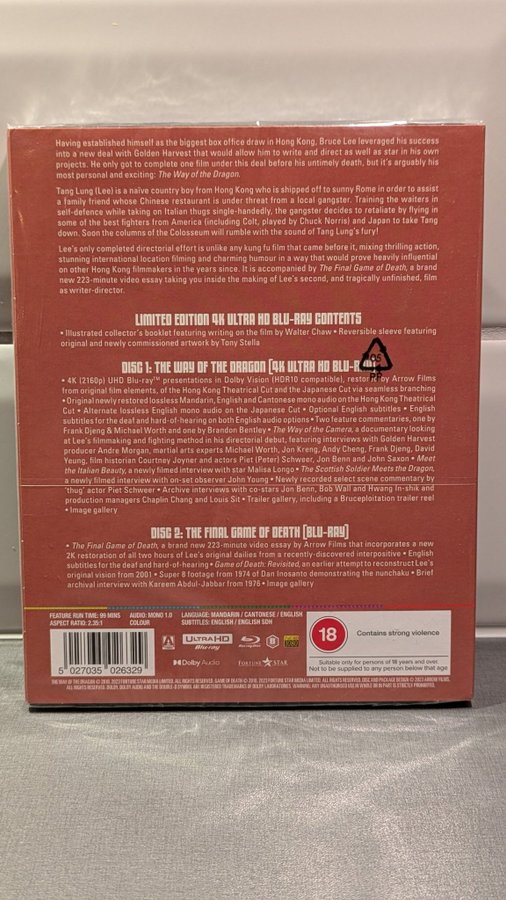 Having established himself as the biggest box office draw in Hong Kong, Bruce Lee leveraged his success
into a new deal with Golden Harvest that would allow him to write and direct as well as star in his own
projects. He only got to complete one film under this deal before his untimely death, but it's arguably his
most personal and exciting: The Way of the Dragon.
Tang Lung (Lee) is a naïve country boy from Hong Kong who is shipped off to sunny Rome in order to assist
a family friend whose Chinese restaurant is under threat from a local gangster. Training the waiters in
self-defence while taking on Italian thugs single-handedly, the gangster decides to retaliate by flying in
some of the best fighters from America (including Colt, played by Chuck Norris) and Japan to take Tang
down. Soon the columns of the Colosseum will rumble with the sound of Tang Lung's fury!
Lee's only completed directorial effort is unlike any kung fu film that came before it, mixing thrilling action,
stunning international location filming and charming humour in a way that would prove heavily influential
on other Hong Kong filmmakers in the years since. It is accompanied by The Final Game of Death, a brand
new 223-minute video essay taking you inside the making of Lee's second, and tragically unfinished, film
as writer-director.
LIMITED EDITION 4K ULTRA HD BLU-RAY CONTENTS
• Illustrated collector's booklet featuring writing on the film by Walter Chaw • Reversible sleeve featuring
original and newly commissioned artwork by Tony Stella
DISC 1: THE WAY OF THE DRAGON [4K ULTRA HD BLU-RAY]
• 4K (2160p) UHD Blu-ray™ presentations in Dolby Vision (HDR10 compatible), restored by Arrow Films
from original film elements, of the Hong Kong Theatrical Cut and the Japanese Cut via seamless branching
• Original newly restored lossless Mandarin, English and Cantonese mono audio on the Hong Kong Theatrical
Cut • Alternate lossless English mono audio on the Japanese Cut • Optional English subtitles • English
subtitles for the deaf and hard-of-hearing on both English audio options • Two feature commentaries, one by
Frank Djeng & Michael Worth and one by Brandon Bentley • The Way of the Camera, a documentary looking
at Lee's filmmaking and fighting method in his directorial debut, featuring interviews with Golden Harvest
producer Andre Morgan, martial arts experts Michael Worth, Jon Kreng, Andy Cheng, Frank Djeng, David
Yeung, film historian Courtney Joyner and actors Piet (Peter) Schweer, Jon Benn and John Saxon • Meet
the Italian Beauty, a newly filmed interview with star Malisa Longo • The Scottish Soldier Meets the Dragon,
a newly filmed interview with on-set observer John Young • Newly recorded select scene commentary by
'thug' actor Piet Schweer • Archive interviews with co-stars Jon Benn, Bob Wall and Hwang In-shik and
production managers Chaplin Chang and Louis Sit • Trailer gallery, including a Bruceploitation trailer reel
• Image gallery
DISC 2: THE FINAL GAME OF DEATH [BLU-RAY]
• The Final Game of Death, a brand new 223-minute video essay by Arrow Films that incorporates a new
2K restoration of all two hours of Lee's original dailies from a recently-discovered interpositive • English
subtitles for the deaf and hard-of-hearing • Game of Death: Revisited, an earlier attempt to reconstruct Lee's
original vision from 2001 • Super 8 footage from 1974 of Dan Inosanto demonstrating the nunchaku • Brief
archival interview with Kareem Abdul-Jabbar from 1976 • Image gallery
FEATURE RUN TIME: 99 MINS AUDIO: MONO 1.0 LANGUAGE: MANDARIN / CANTONESE / ENGLISH
ASPECT RATIO: 2.35:1 COLOUR SUBTITLES: ENGLISH / ENGLISH SDH
5 027035 026329
ARROW
ULTRA HD Blu-ray
Blu-ray
B
Dolby Audio
FORTUNE STAR
18
Contains strong violence
Suitable only for persons of 18 years and over.
Not to be supplied to any person below that age